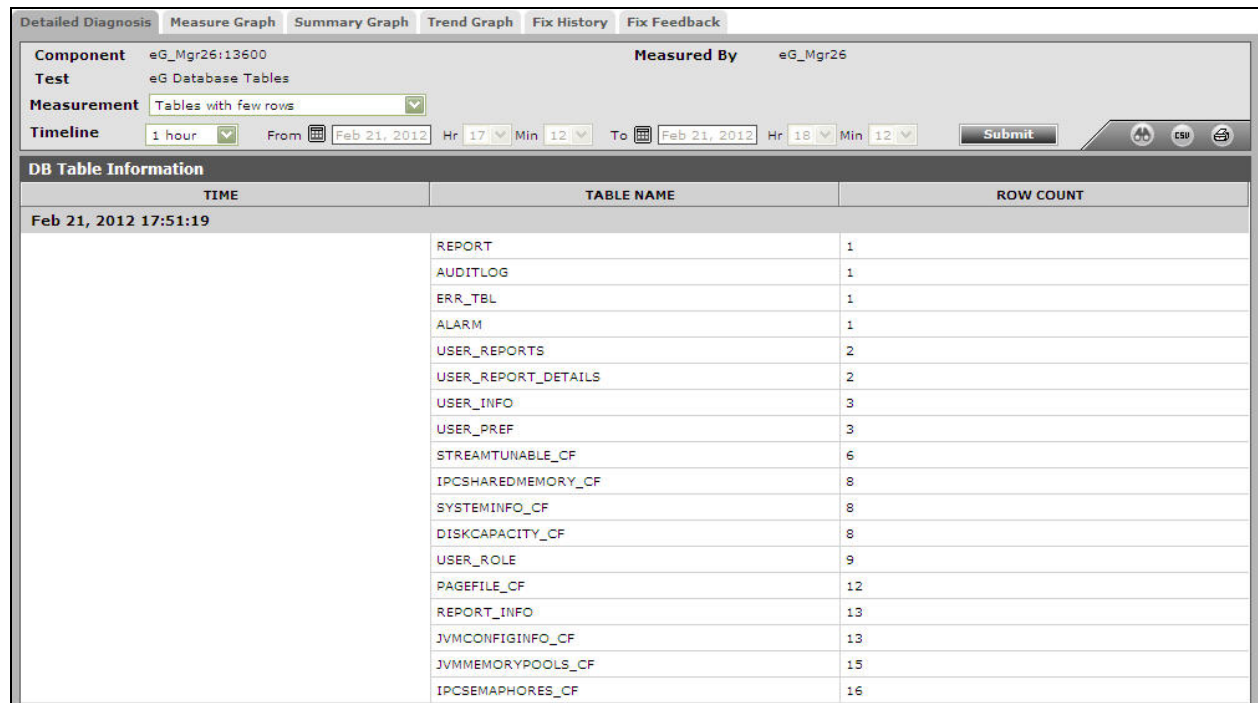 Detailed Diagnosis Measure Graph Summary Graph Trend Graph Fix History Fix Feedback
Component eG_Mgr26:13600 Measured By eG_Mgr26
Test eG Database Tables
Measurement Tables with few rows
Timeline 1 hour From Feb 21, 2012 Hr 17 Min 12 To Feb 21, 2012 Hr 18 Min 12 Submit CSV
DB Table Information
TIME TABLE NAME ROW COUNT
Feb 21, 2012 17:51:19
REPORT 1
AUDITLOG 1
ERR_TBL 1
ALARM 1
USER_REPORTS 2
USER_REPORT_DETAILS 2
USER_INFO 3
USER_PREF 3
STREAMTUNABLE_CF 6
IPCSHAREDMEMORY_CF 8
SYSTEMINFO_CF 8
DISKCAPACITY_CF 8
USER_ROLE 9
PAGEFILE_CF 12
REPORT_INFO 13
JVMCONFIGINFO_CF 13
JVMMEMORYPOOLS_CF 15
IPCSEMAPHORES_CF 16